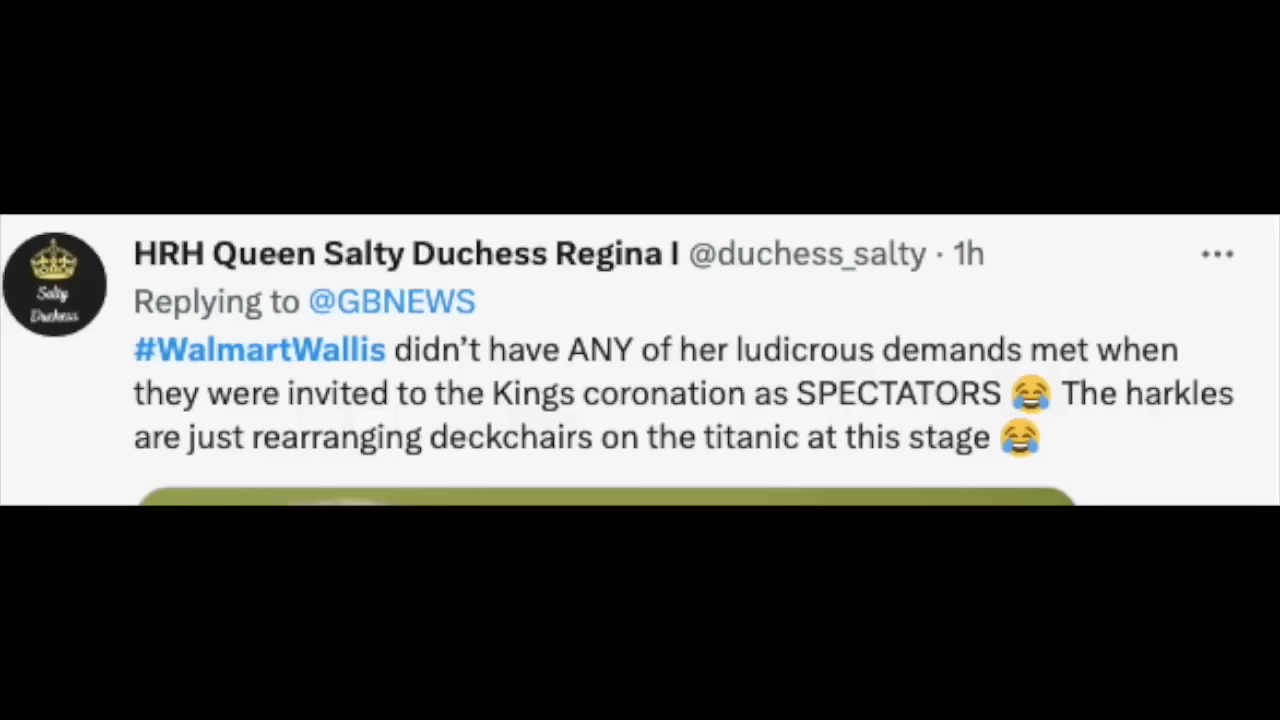 HRH Queen Salty Duchess Regina I @duchess_salty · 1h
Salty
Duchess
Replying to @GBNEWS
#WalmartWallis didn’t have ANY of her ludicrous demands met when
they were invited to the Kings coronation as SPECTATORS 😂 The harkles
are just rearranging deckchairs on the titanic at this stage 😂